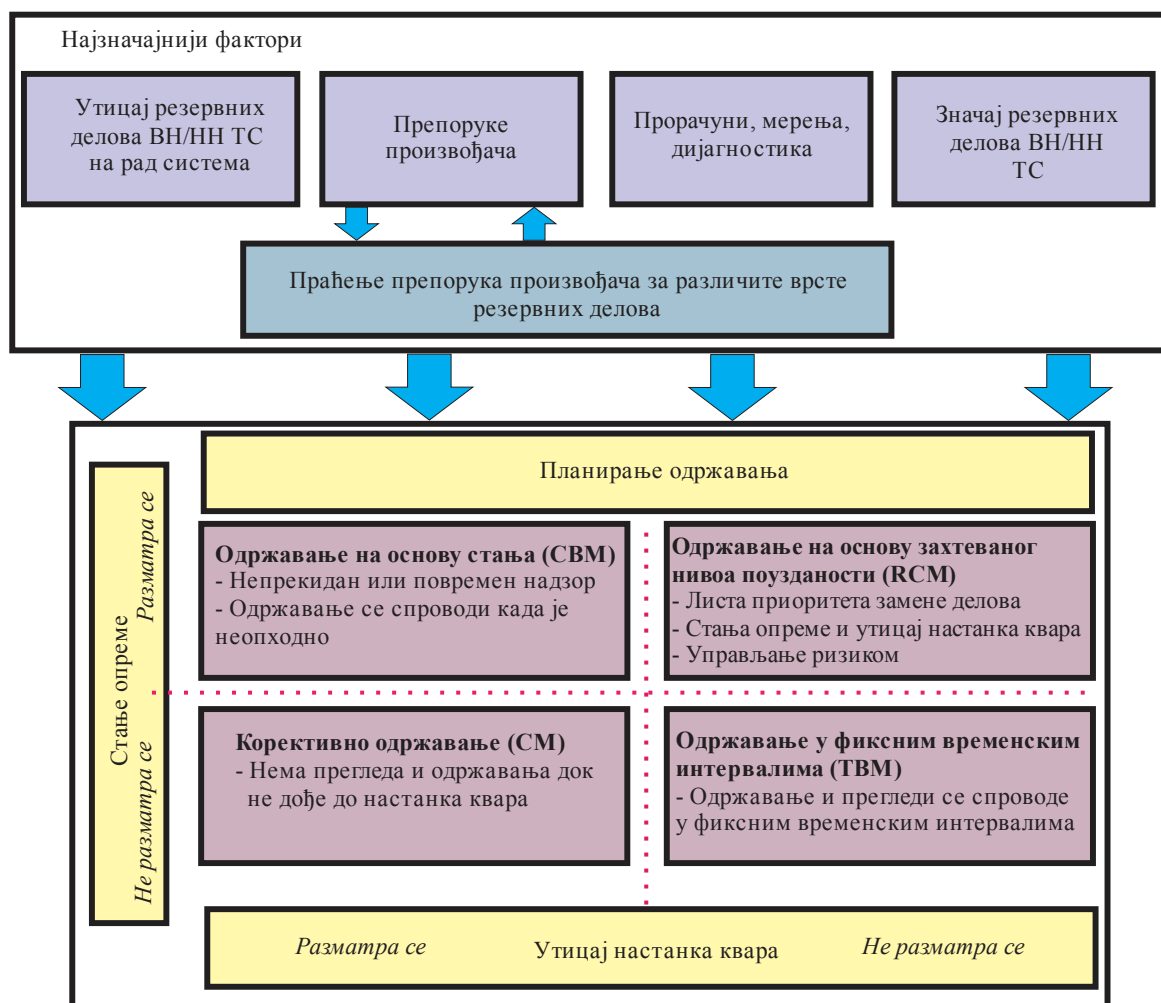 Најзначајнији фактори
Утицај резервних
делова ВН/НН ТС
на рад система
Препоруке
произвођача
Прорачуни, мерења,
дијагностика
Значај резервних
делова ВН/НН
ТС
Праћење препорука произвођача за различите врсте
резервних делова
Планирање одржавања
Стање опреме
Разматра се
Не разматра се
Одржавање на основу стања (CBM)
- Непрекидан или повремен надзор
- Одржавање се спроводи када је
неопходно
Одржавање на основу захтеваног
нивоа поузданости (RCM)
- Листа приоритета замене делова
- Стања опреме и утицај настанка квара
- Управљање ризиком
Корективно одржавање (CM)
- Нема прегледа и одржавања док
не дође до настанка квара
Одржавање у фиксним временским
интервалима (TBM)
- Одржавање и прегледи се спроводе
у фиксним временским интервалима
Разматра се
Утицај настанка квара
Не разматра се